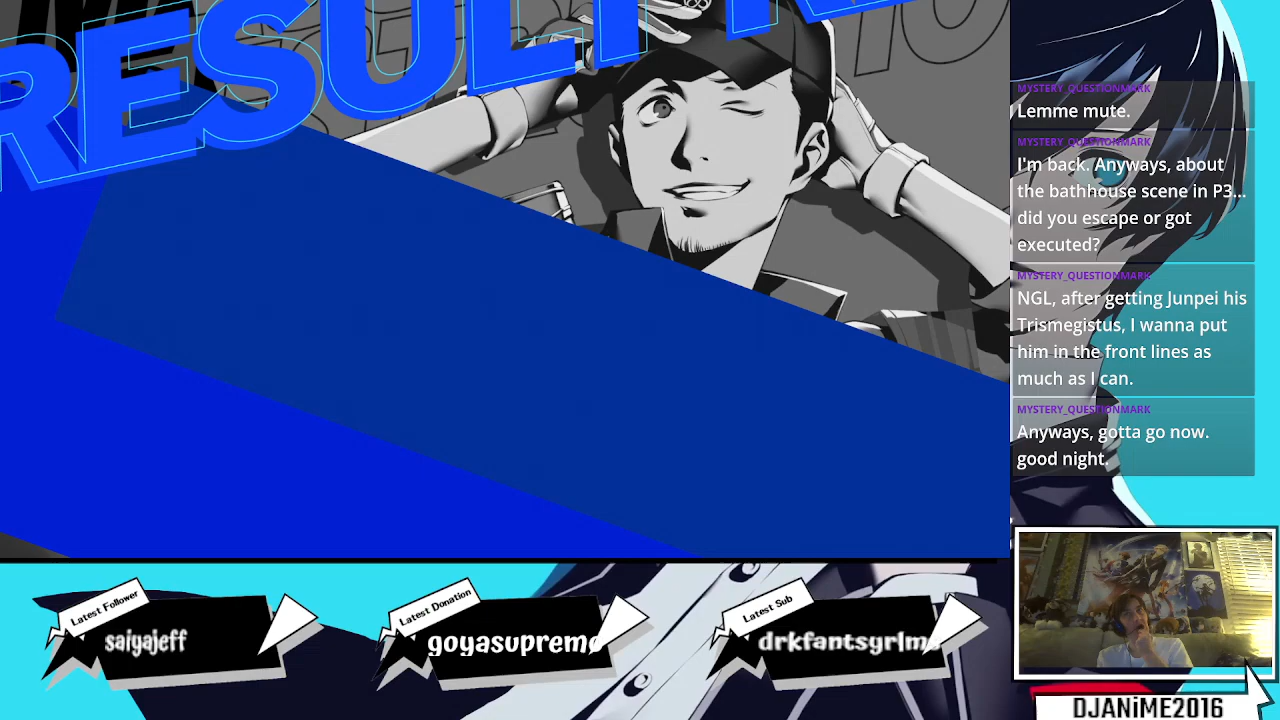 RESULT
MYSTERY_QUESTIONMARK
Lemme mute.
MYSTERY_QUESTIONMARK
I'm back. Anyways, about
the bathhouse scene in P3...
did you escape or got
executed?
MYSTERY_QUESTIONMARK
NGL, after getting Junpei his
Trismegistus, I wanna put
him in the front lines as
much as I can.
MYSTERY_QUESTIONMARK
Anyways, gotta go now.
good night.
Latest Follower
saiyajeff
Latest Donation
goyasupreme
Latest Sub
drkfantsyrlm
DJANiME2016